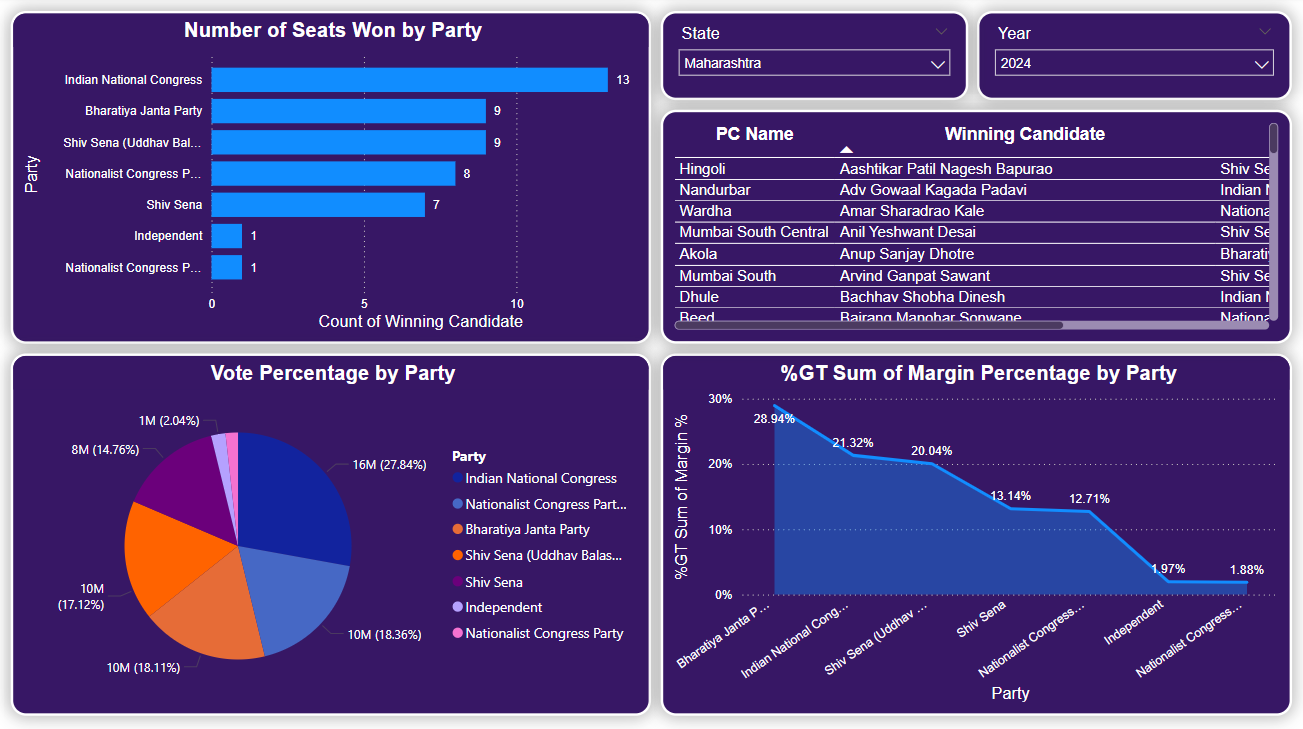 Number of Seats Won by Party
Party
Indian National Congress
13
Bharatiya Janta Party
9
Shiv Sena (Uddhav Bal...
9
Nationalist Congress P...
8
Shiv Sena
7
Independent
1
Nationalist Congress P...
1
0 5 10
Count of Winning Candidate
State
Maharashtra
Year
2024
PC Name Winning Candidate
Hingoli Aashtikar Patil Nagesh Bapurao Shiv Se
Nandurbar Adv Gowaal Kagada Padavi Indian N
Wardha Amar Sharadrao Kale Nationa
Mumbai South Central Anil Yeshwant Desai Shiv Se
Akola Anup Sanjay Dhotre Bharati
Mumbai South Arvind Ganpat Sawant Shiv Se
Dhule Bachhav Shobha Dinesh Indian N
Beed Bajrang Manohar Sonwane Nationa
Vote Percentage by Party
1M (2.04%)
8M (14.76%)
16M (27.84%)
10M
(17.12%)
10M (18.36%)
10M (18.11%)
Party
Indian National Congress
Nationalist Congress Part...
Bharatiya Janta Party
Shiv Sena (Uddhav Balas...
Shiv Sena
Independent
Nationalist Congress Party
%GT Sum of Margin Percentage by Party
%GT Sum of Margin %
30%
20%
10%
0%
28.94%
21.32%
20.04%
13.14%
12.71%
1.97%
1.88%
Bharatiya Janta P...
Indian National Cong...
Shiv Sena (Uddhav ...
Shiv Sena
Nationalist Congress...
Independent
Nationalist Congress...
Party